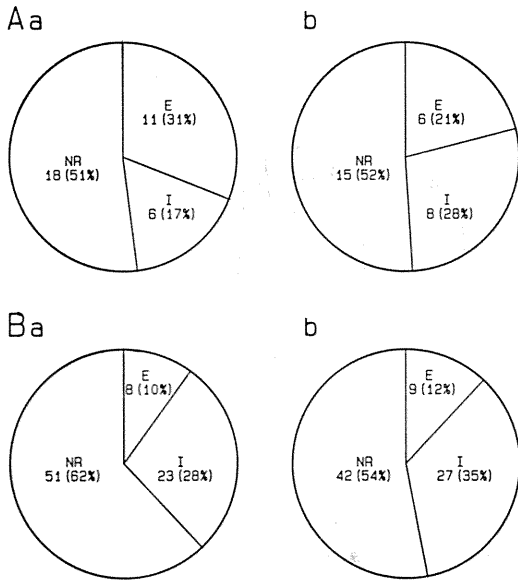 Aa
b
E
11 (31%)
NR
18 (51%)
I
6 (17%)
E
6 (21%)
NR
15 (52%)
I
8 (28%)
Ba
b
E
8 (10%)
NR
51 (62%)
I
23 (28%)
E
9 (12%)
NR
42 (54%)
I
27 (35%)